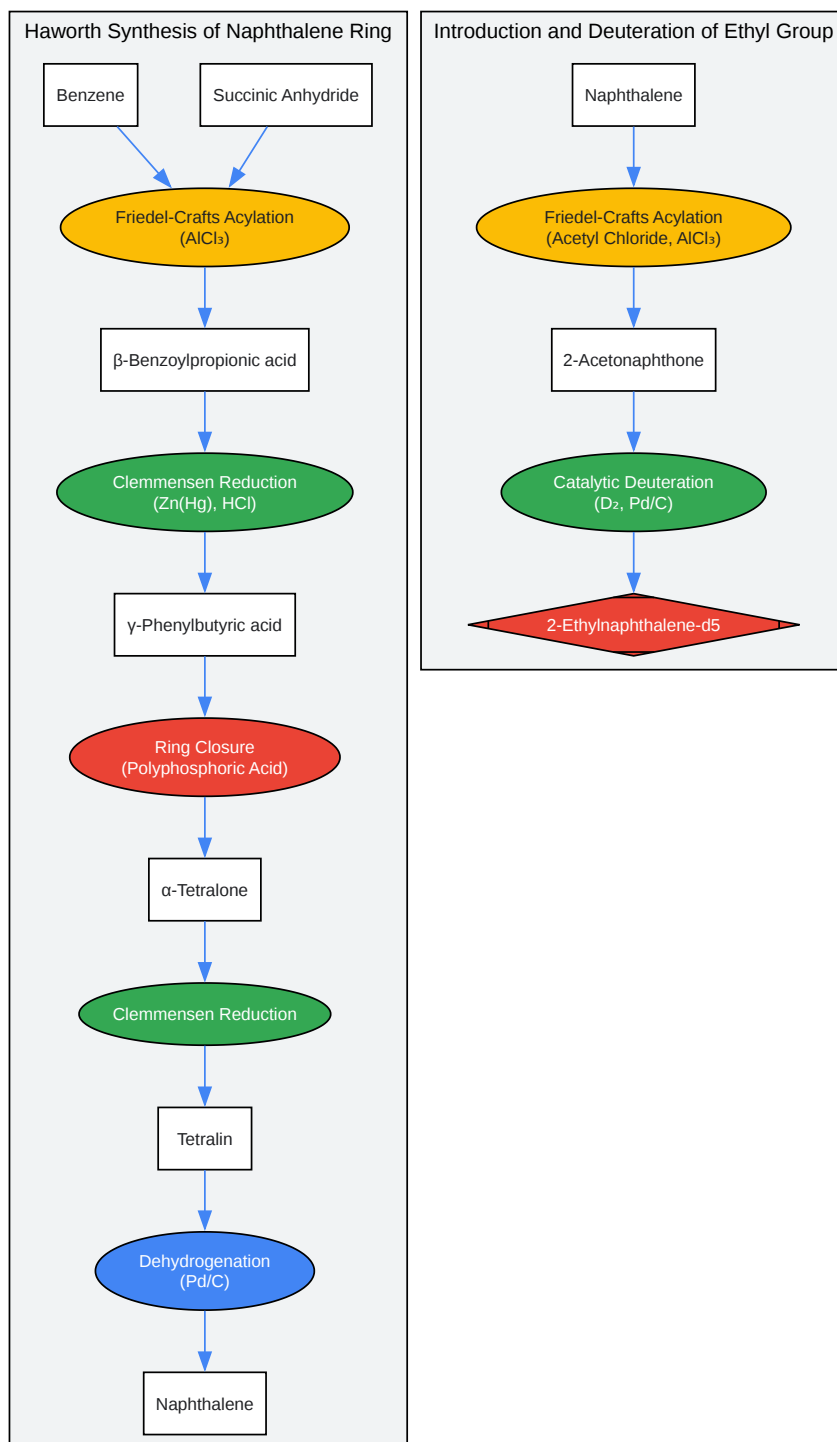 Haworth Synthesis of Naphthalene Ring
Benzene
Succinic Anhydride
Friedel-Crafts Acylation
(AlCl₃)
β-Benzoylpropionic acid
Clemmensen Reduction
(Zn(Hg), HCl)
γ-Phenylbutyric acid
Ring Closure
(Polyphosphoric Acid)
α-Tetralone
Clemmensen Reduction
Tetralin
Dehydrogenation
(Pd/C)
Naphthalene
Introduction and Deuteration of Ethyl Group
Naphthalene
Friedel-Crafts Acylation
(Acetyl Chloride, AlCl₃)
2-Acetonaphthone
Catalytic Deuteration
(D₂, Pd/C)
2-Ethylnaphthalene-d5